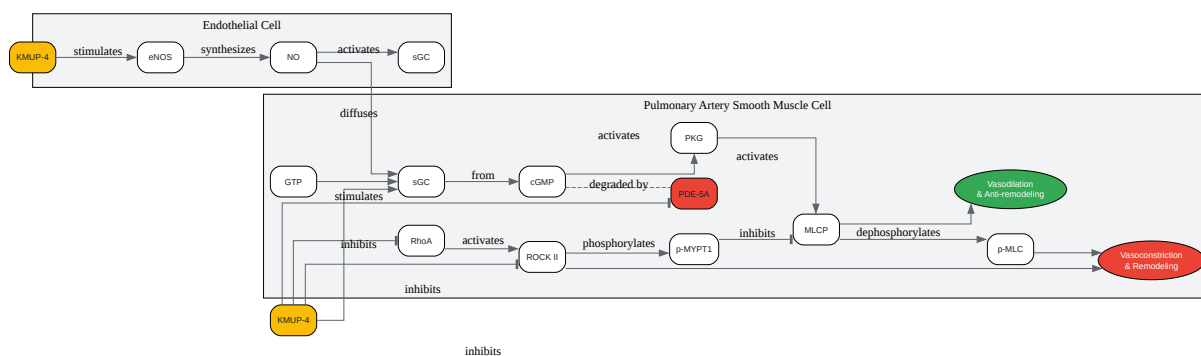 Endothelial Cell
KMUP-4
stimulates
eNOS
synthesizes
NO
activates
sGC
diffuses
Pulmonary Artery Smooth Muscle Cell
activates
PKG
activates
GTP
stimulates
sGC
from
cGMP
degraded by
PDE-5A
Vasodilation
& Anti-remodeling
inhibits
RhoA
activates
ROCK II
phosphorylates
p-MYPT1
inhibits
MLCP
dephosphorylates
p-MLC
Vasoconstriction
& Remodeling
inhibits
KMUP-4
inhibits